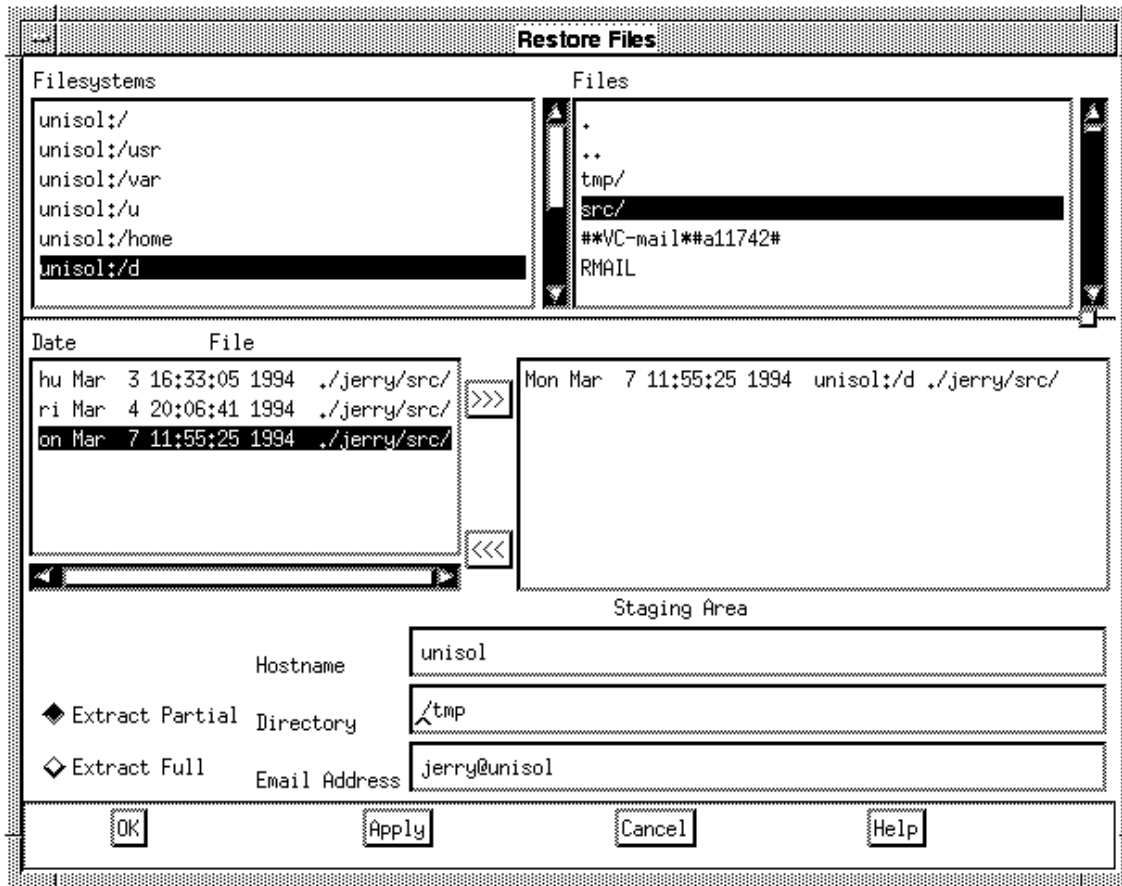 Restore Files
Filesystems
Files
unisol:/
unisol:/usr
unisol:/var
unisol:/u
unisol:/home
unisol:/d
.
..
tmp/
src/
#*VC-mail*#a11742#
RMAIL
Date File
hu Mar 3 16:33:05 1994 ./jerry/src/
ri Mar 4 20:06:41 1994 ./jerry/src/
on Mar 7 11:55:25 1994 ./jerry/src/
>>>
<<<
Mon Mar 7 11:55:25 1994 unisol:/d ./jerry/src/
Staging Area
Hostname unisol
Extract Partial
Directory /tmp
Extract Full
Email Address jerry@unisol
OK Apply Cancel Help